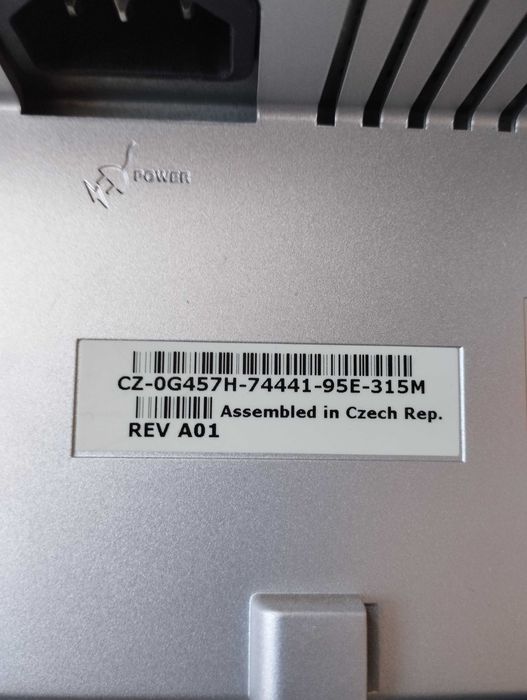 POWER
CZ-0G457H-74441-95E-315M
Assembled in Czech Rep.
REV A01